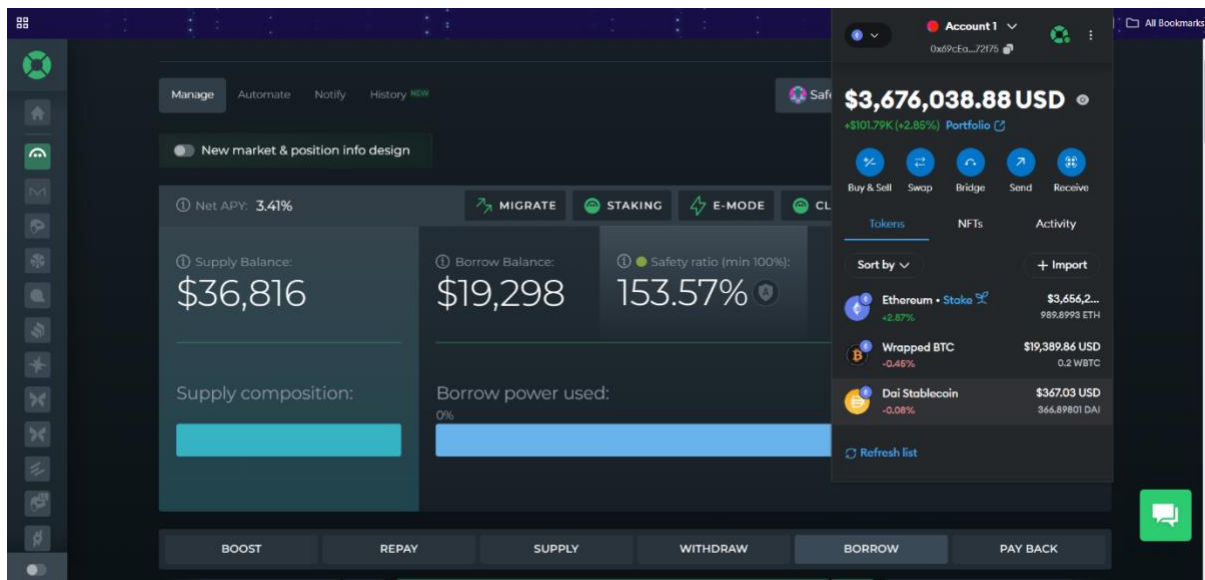 All Bookmarks
Account 1
0x69cEa...72f75
Manage Automate Notify History NEW
Safe
$3,676,038.88 USD
+$101.79K (+2.85%) Portfolio
New market & position info design
Buy & Sell Swap Bridge Send Receive
Net APY: 3.41%
MIGRATE STAKING E-MODE CL
Tokens NFTs Activity
Supply Balance:
$36,816
Borrow Balance:
$19,298
Safety ratio (min 100%):
153.57%
Sort by + Import
Ethereum • Stake $3,656,2...
+2.87% 989.8993 ETH
Wrapped BTC $19,389.86 USD
-0.45% 0.2 WBTC
Dai Stablecoin $367.03 USD
-0.08% 366.89801 DAI
Supply composition:
Borrow power used:
0%
Refresh list
BOOST REPAY SUPPLY WITHDRAW BORROW PAY BACK